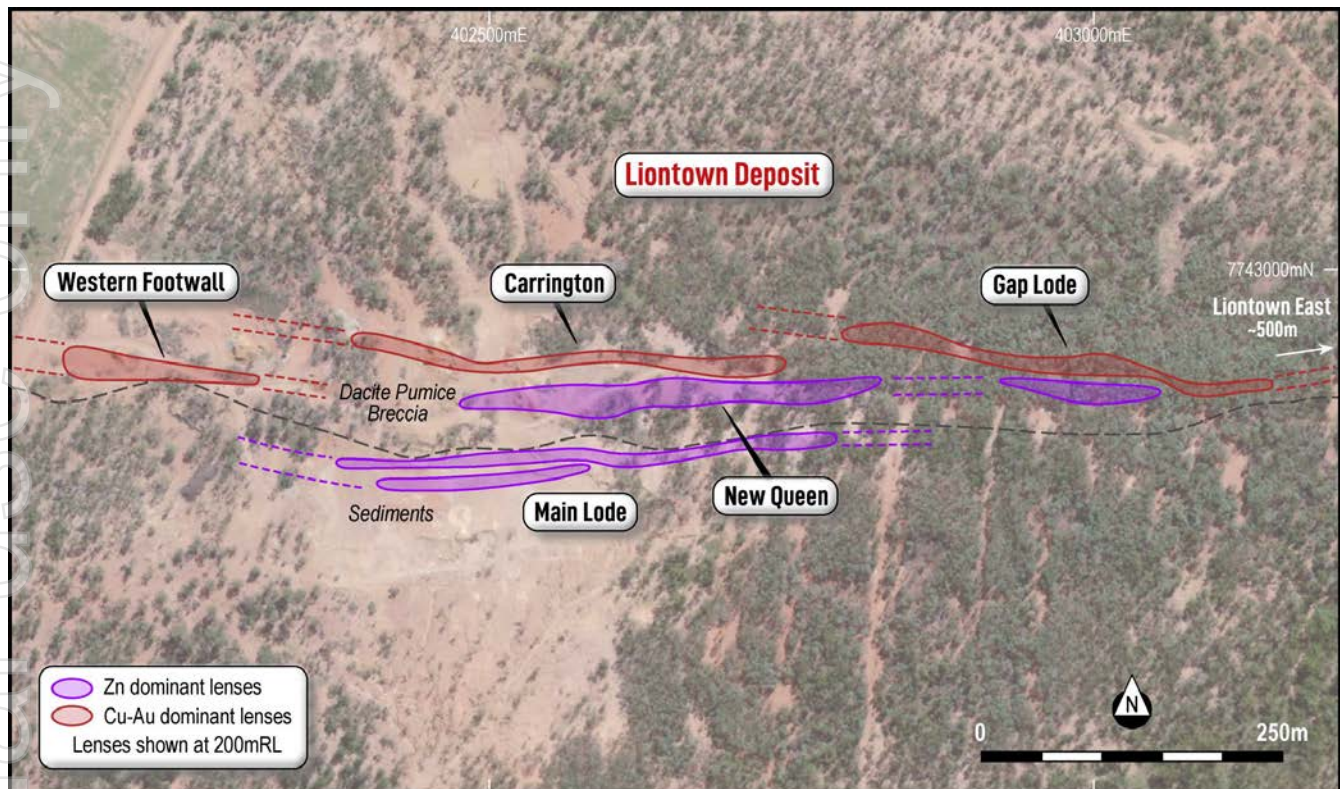 402500mE
403000mE
Liontown Deposit
Western Footwall
Carrington
Gap Lode
7743000mN
Liontown East
~500m
Dacite Pumice
Breccia
New Queen
Main Lode
Sediments
Zn dominant lenses
Cu-Au dominant lenses
Lenses shown at 200mRL
N
0
250m